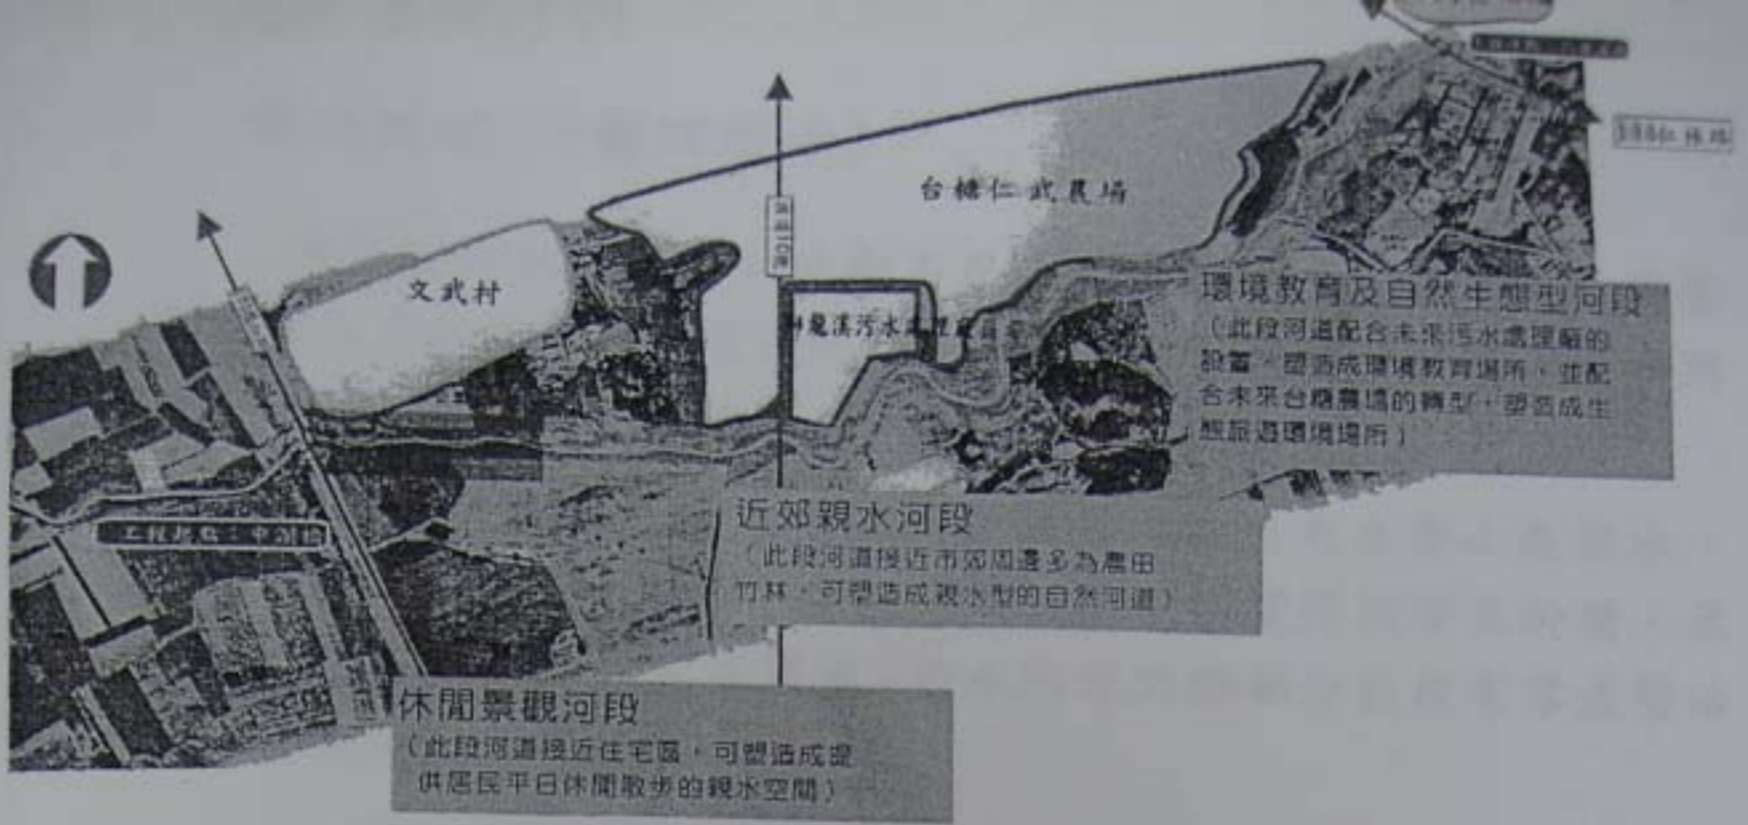 台糖仁武農場
文武村
環境教育及自然生態型河段
（此段河道配合未來污水處理廠的
設置，塑造成環境教育場所，並配
合未來台糖農場的轉型，塑造成生
態旅遊環境場所）
近郊親水河段
（此段河道接近市郊周邊多為農田
竹林，可塑造成親水型的自然河道）
工程起點：中湖橋
休閒景觀河段
（此段河道接近住宅區，可塑造成提
供居民平日休閒散步的親水空間）